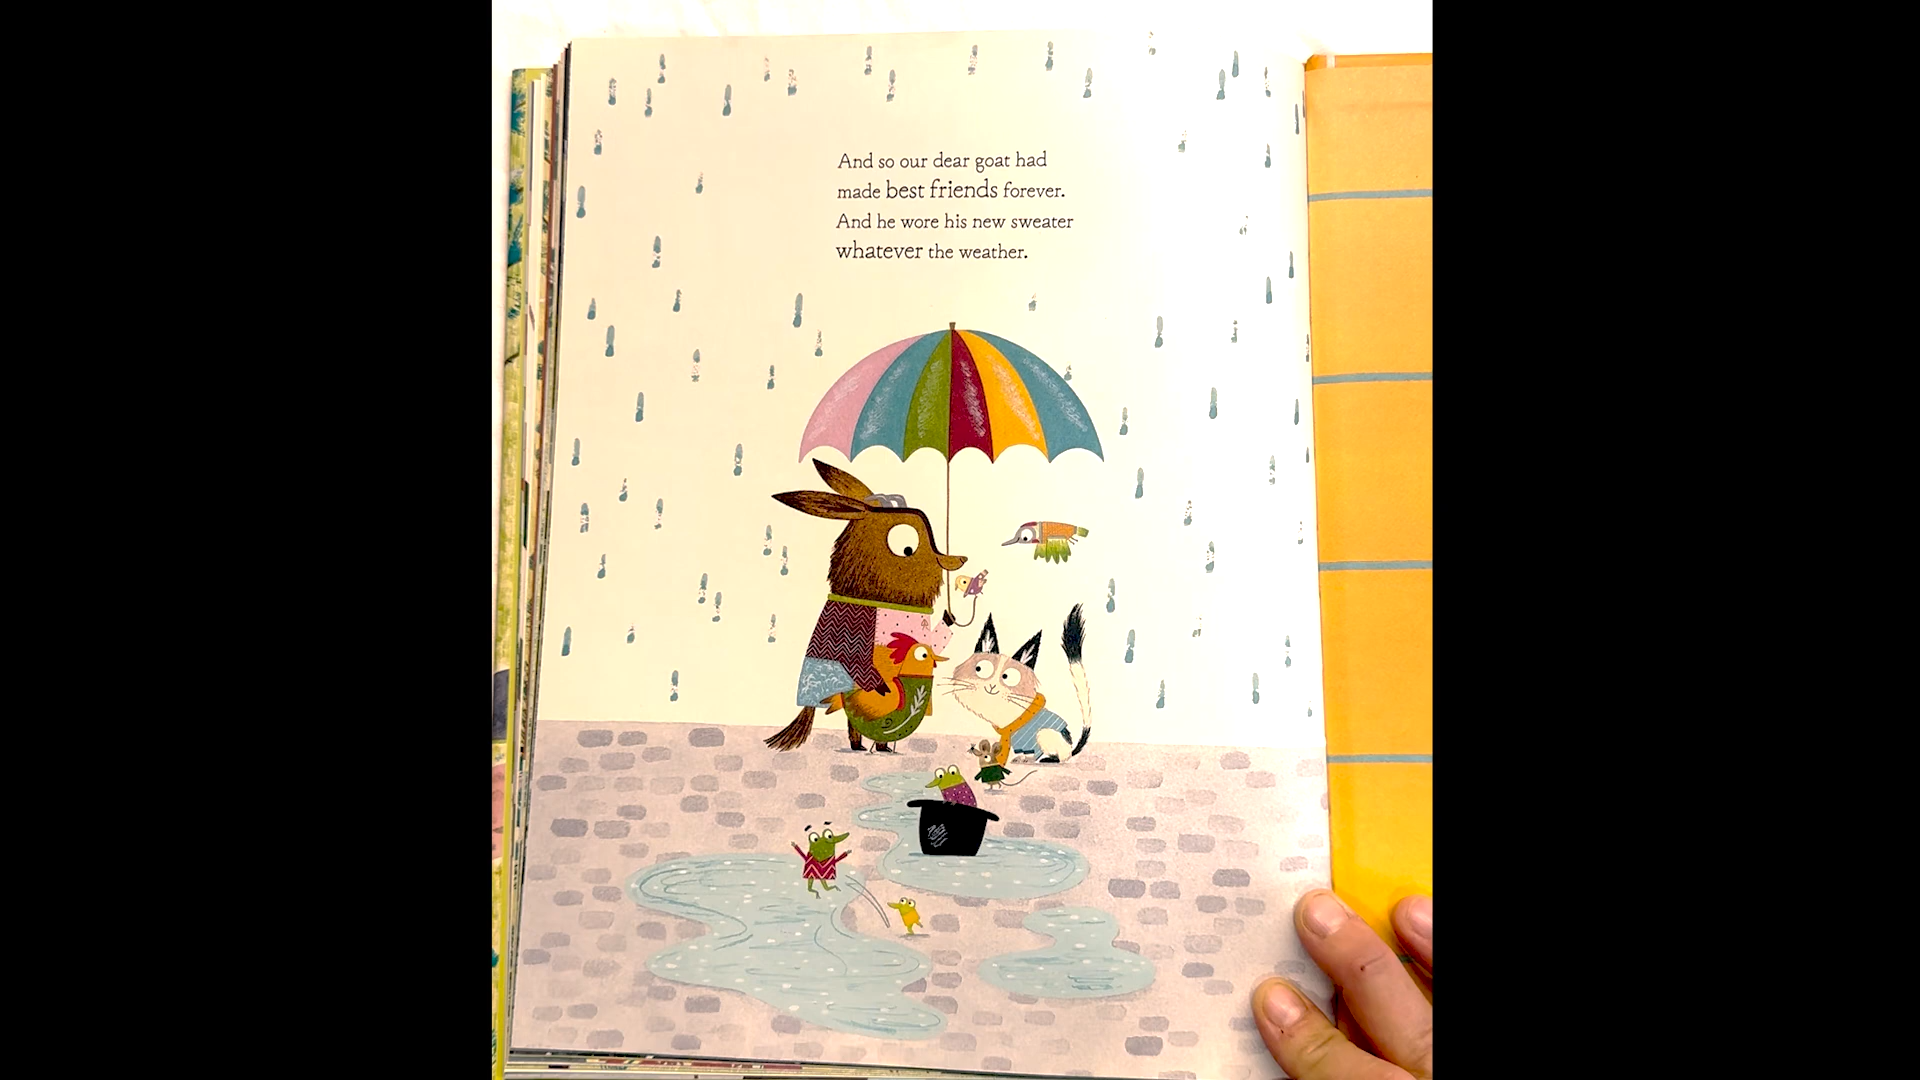 And so our dear goat had
made best friends forever.
And he wore his new sweater
whatever the weather.